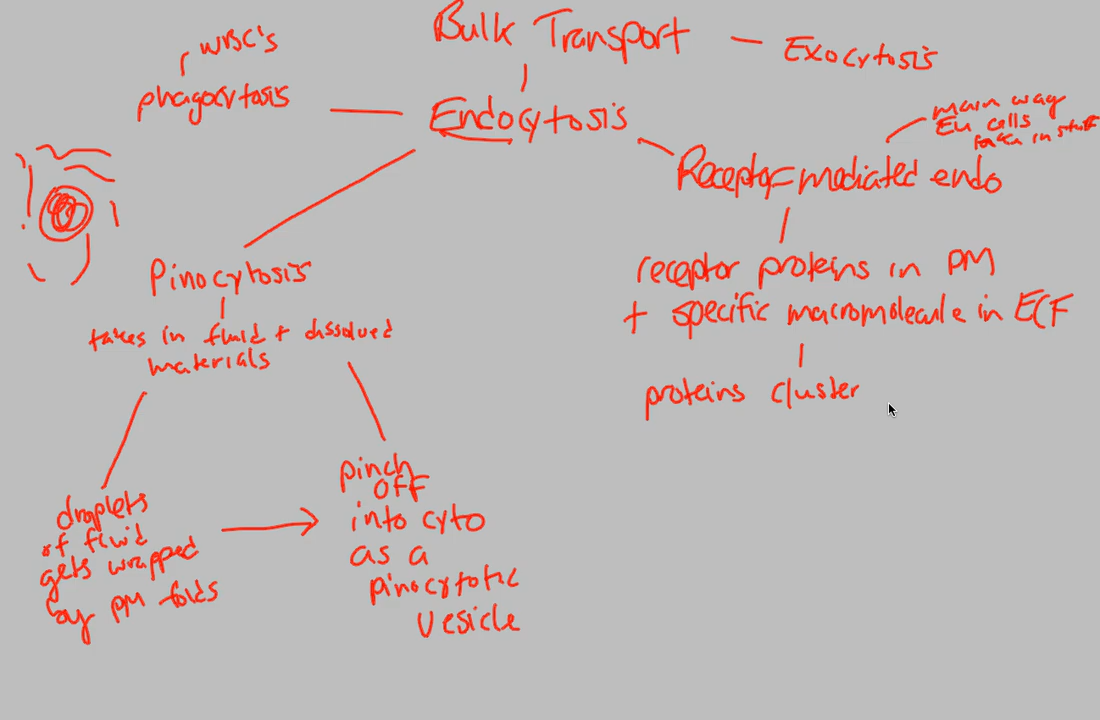 Bulk Transport — Exocytosis
WBC's
phagocytosis
Endocytosis
main way
Eu cells
take in stuff
Receptor-mediated endo
receptor proteins in PM
+ specific macromolecule in ECF
proteins cluster
Pinocytosis
takes in fluid + dissolved
materials
droplets
of fluid
gets wrapped
by PM folds
pinch
off
into cyto
as a
pinocytotic
vesicle